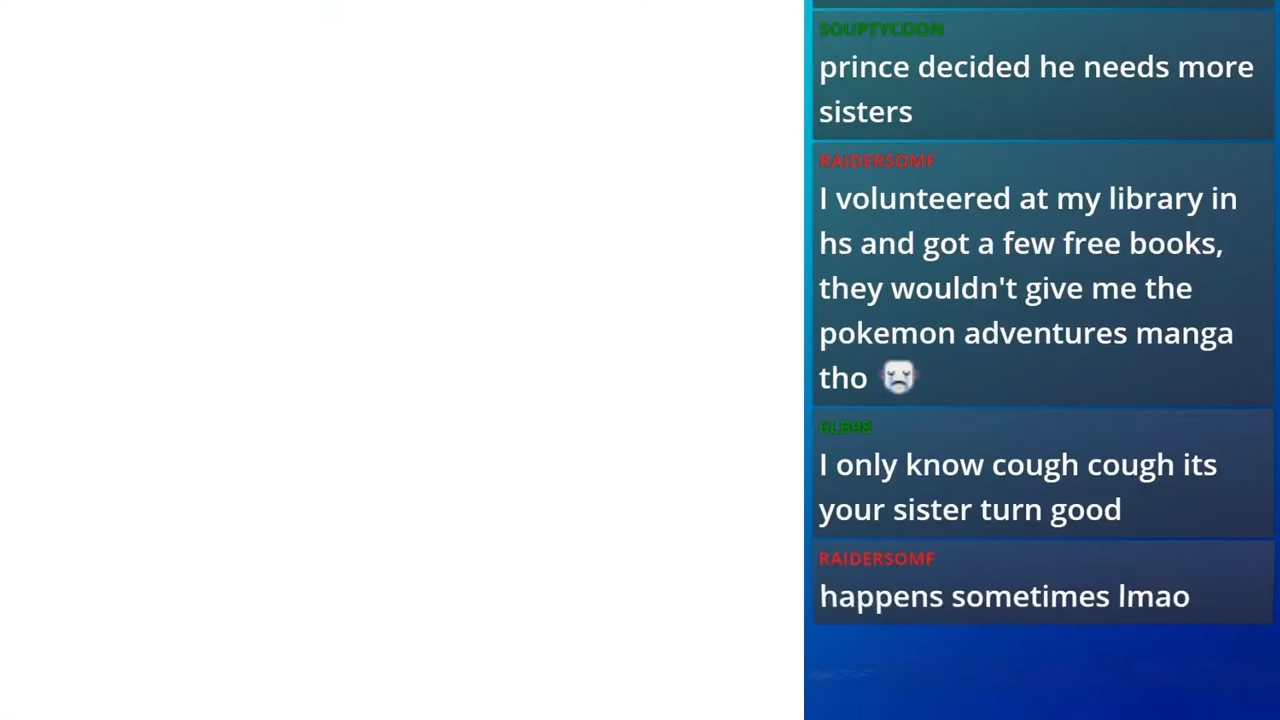 SOUPTYCOON
prince decided he needs more
sisters
RAIDERSOMF
I volunteered at my library in
hs and got a few free books,
they wouldn't give me the
pokemon adventures manga
tho
6LB98
I only know cough cough its
your sister turn good
RAIDERSOMF
happens sometimes lmao